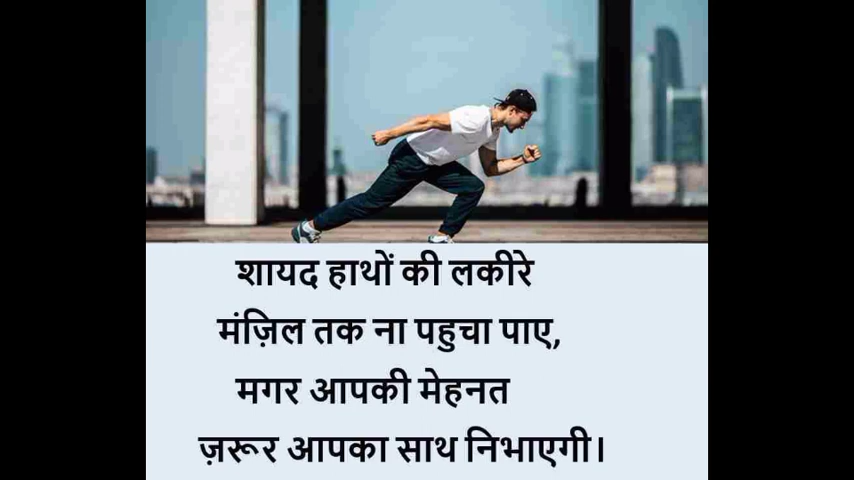 शायद हाथों की लकीरे
मंज़िल तक ना पहुचा पाए,
मगर आपकी मेहनत
ज़रूर आपका साथ निभाएगी।